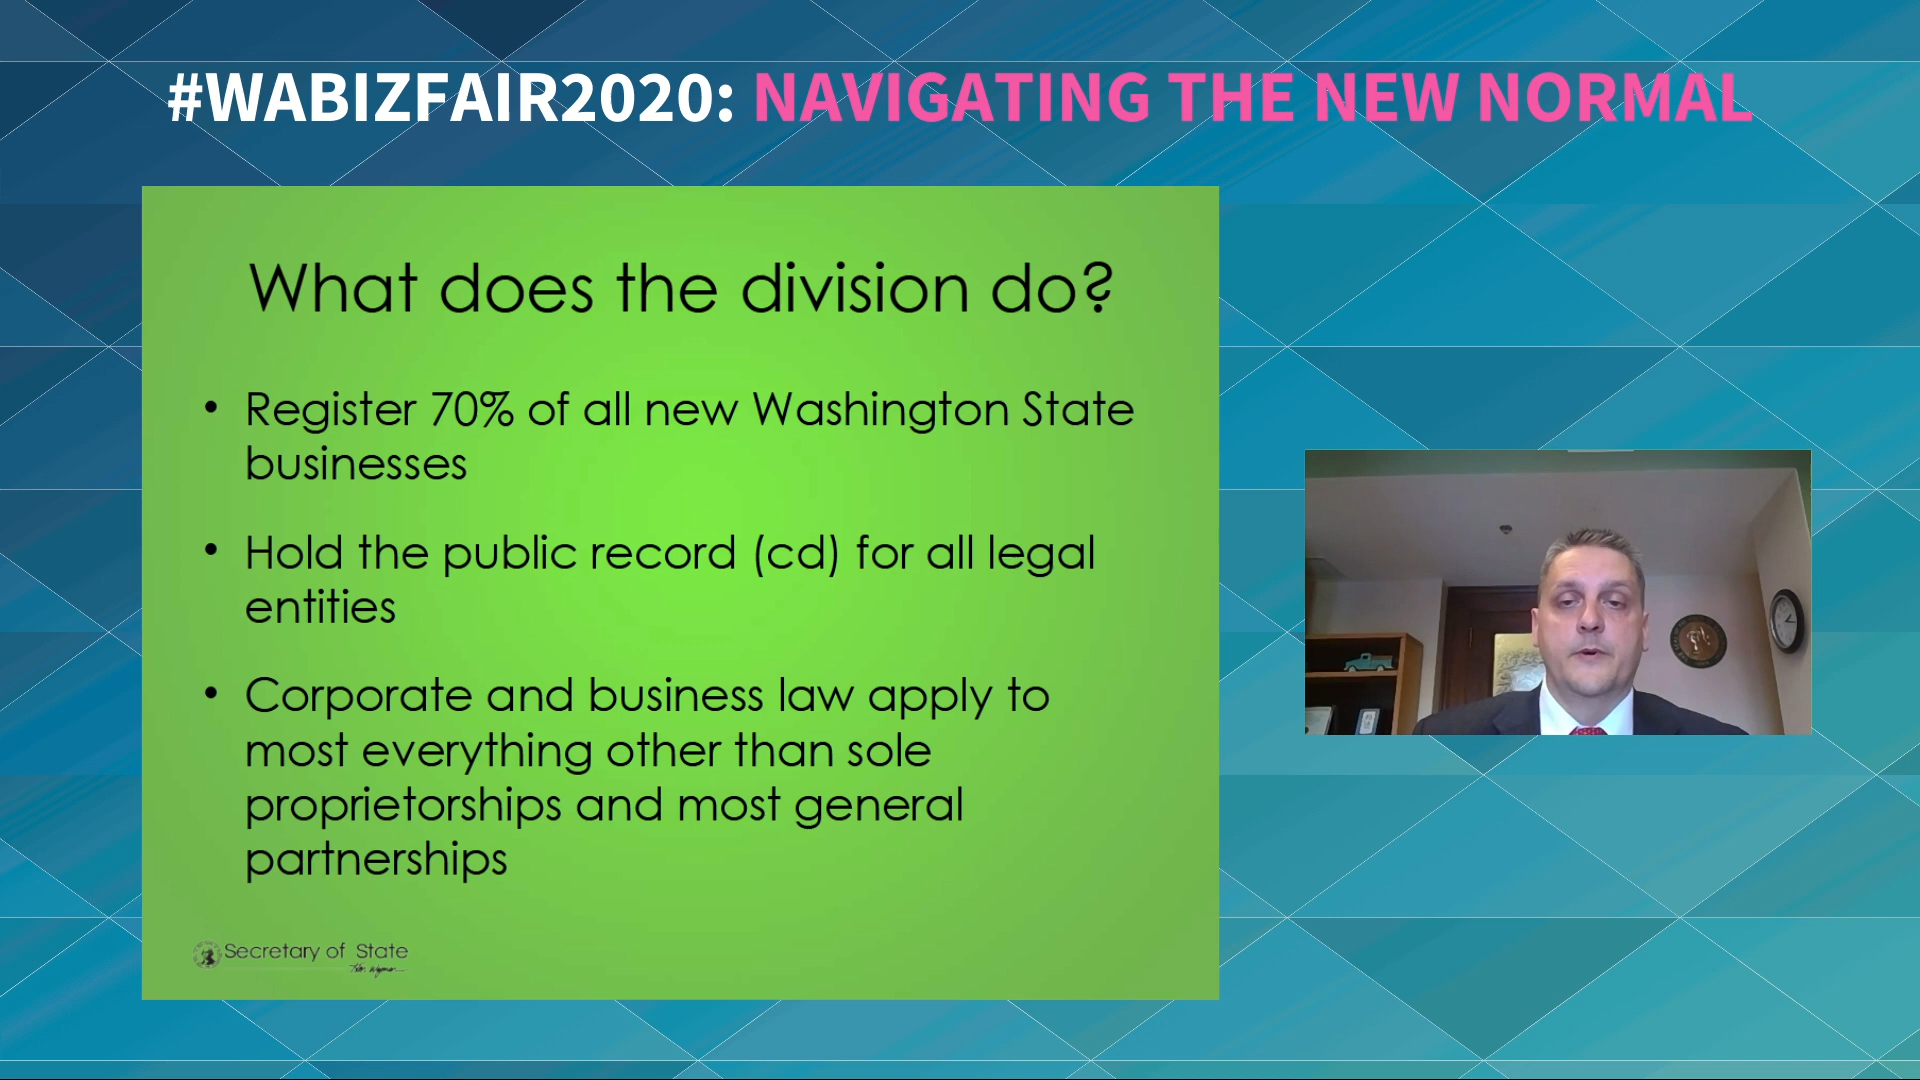 #WABIZFAIR2020: NAVIGATING THE NEW NORMAL
What does the division do?
• Register 70% of all new Washington State
businesses
• Hold the public record (cd) for all legal
entities
• Corporate and business law apply to
most everything other than sole
proprietorships and most general
partnerships
Secretary of State